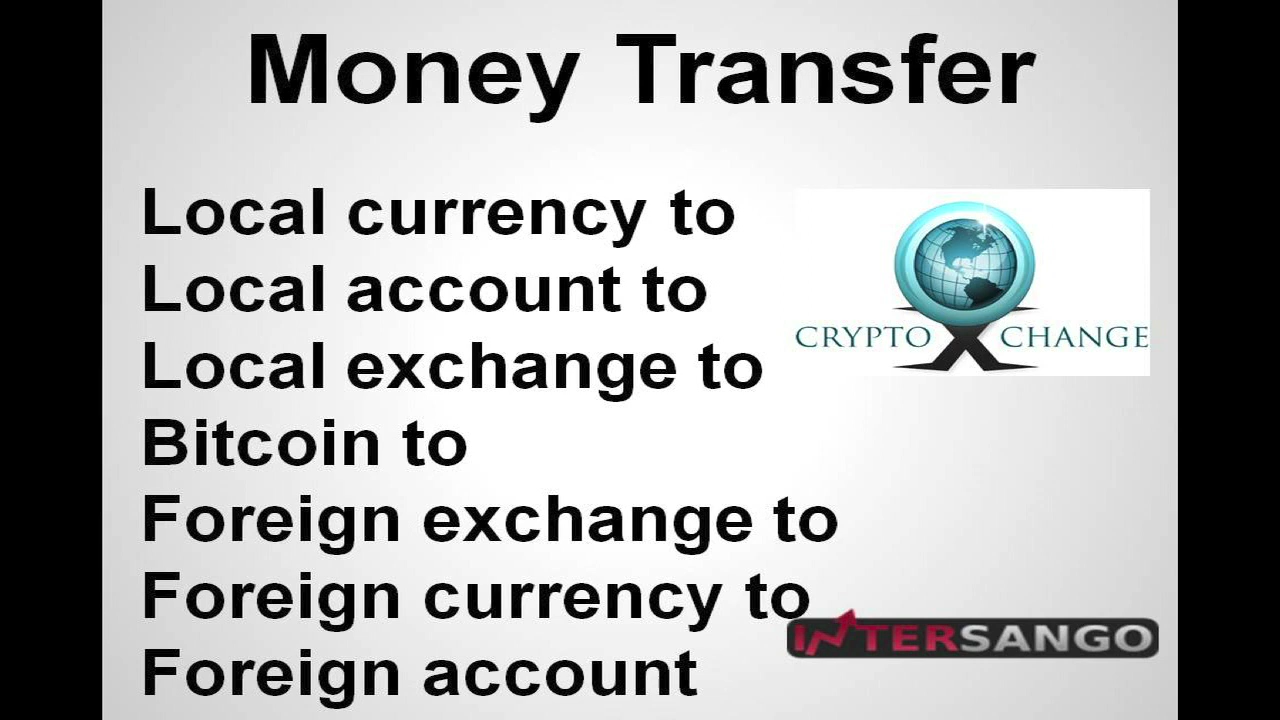 Money Transfer
Local currency to
Local account to
Local exchange to
Bitcoin to
Foreign exchange to
Foreign currency to
Foreign account
CRYPTO X CHANGE
INTERSANGO